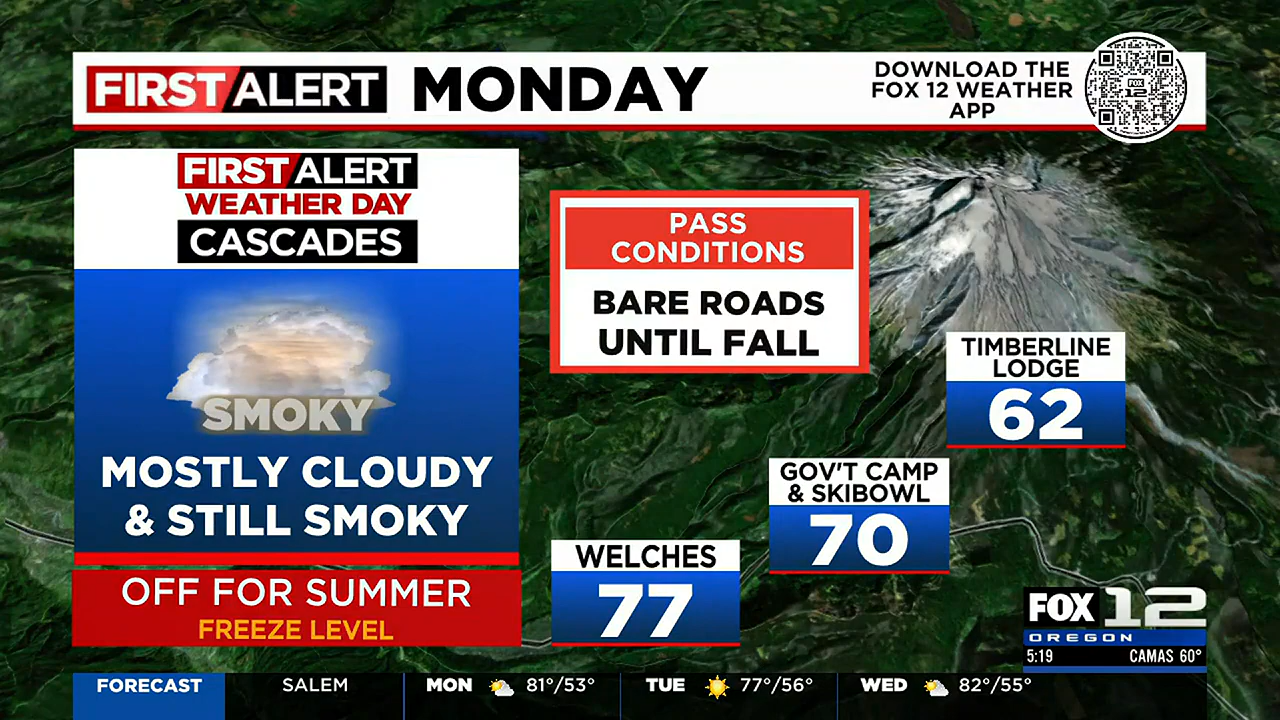 FIRST ALERT MONDAY
DOWNLOAD THE
FOX 12 WEATHER
APP
FOX
12
FIRST ALERT
WEATHER DAY
CASCADES
SMOKY
MOSTLY CLOUDY
& STILL SMOKY
OFF FOR SUMMER
FREEZE LEVEL
PASS
CONDITIONS
BARE ROADS
UNTIL FALL
TIMBERLINE
LODGE
62
GOV'T CAMP
& SKIBOWL
70
WELCHES
77
FOX 12
OREGON
5:19 CAMAS 60°
FORECAST SALEM MON 81°/53° TUE 77°/56° WED 82°/55°